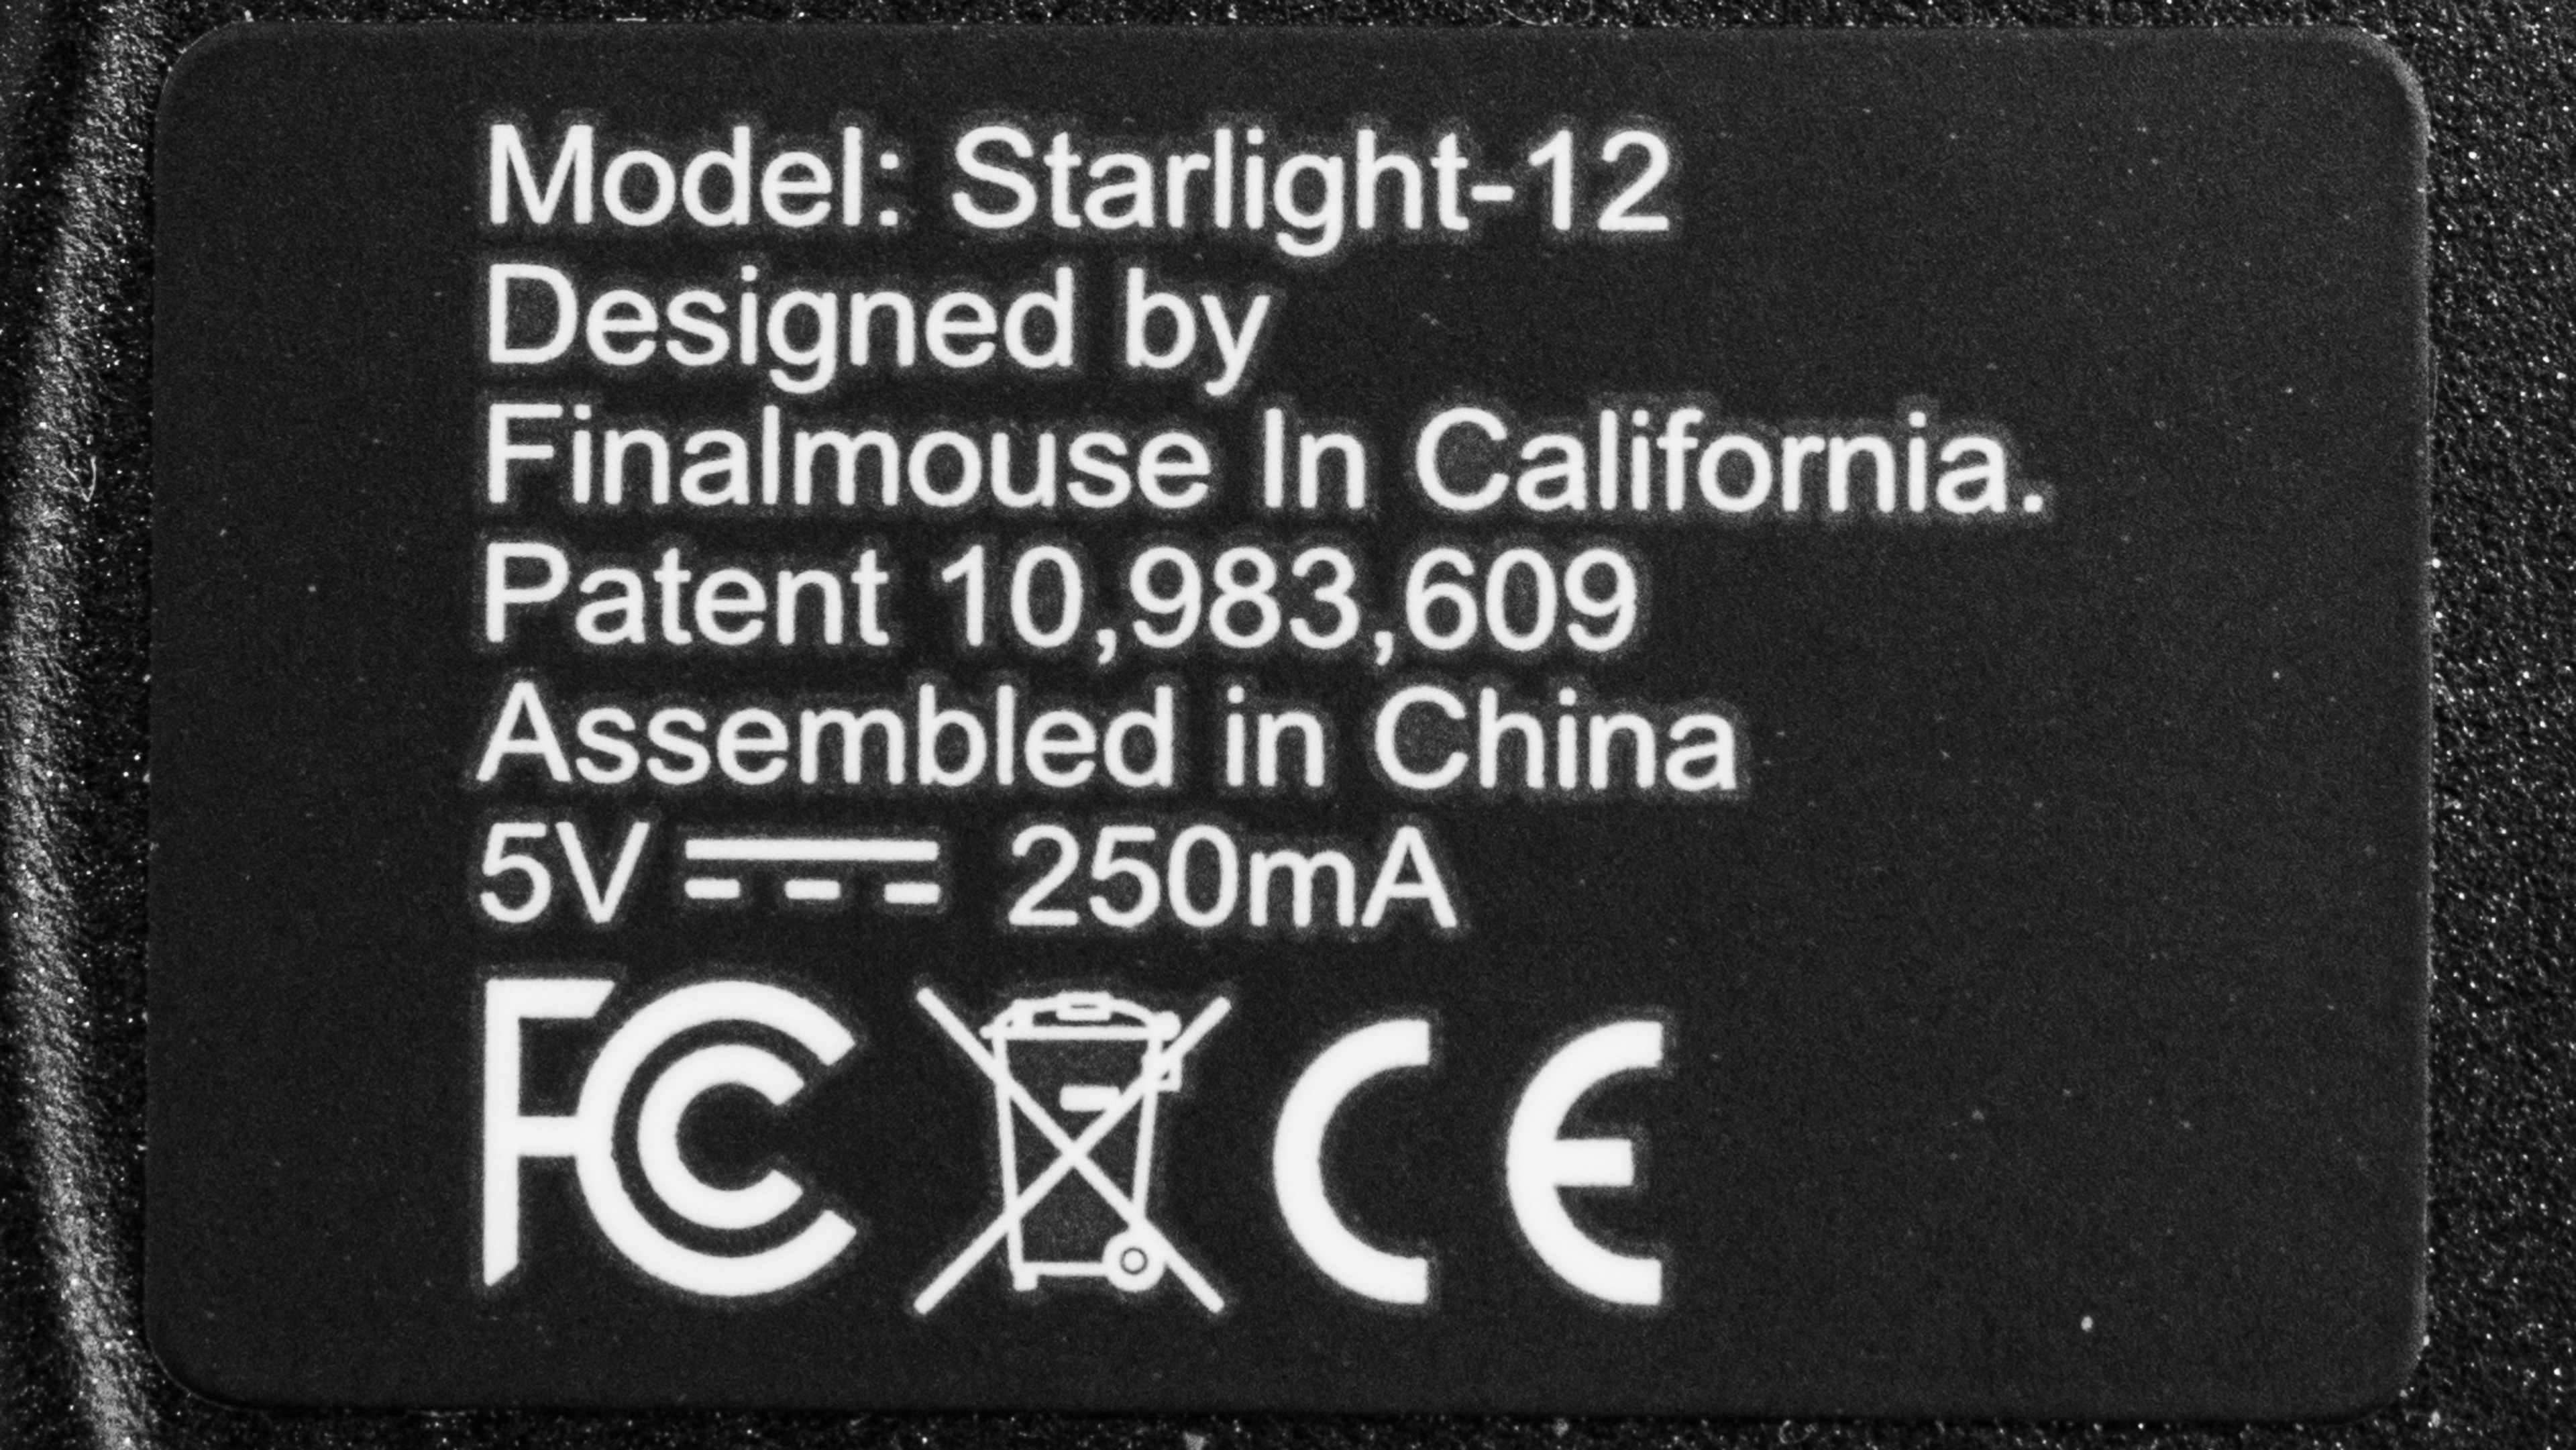 Model: Starlight-12
Designed by
Finalmouse In California.
Patent 10,983,609
Assembled in China
5V ⎓ 250mA
FC CE